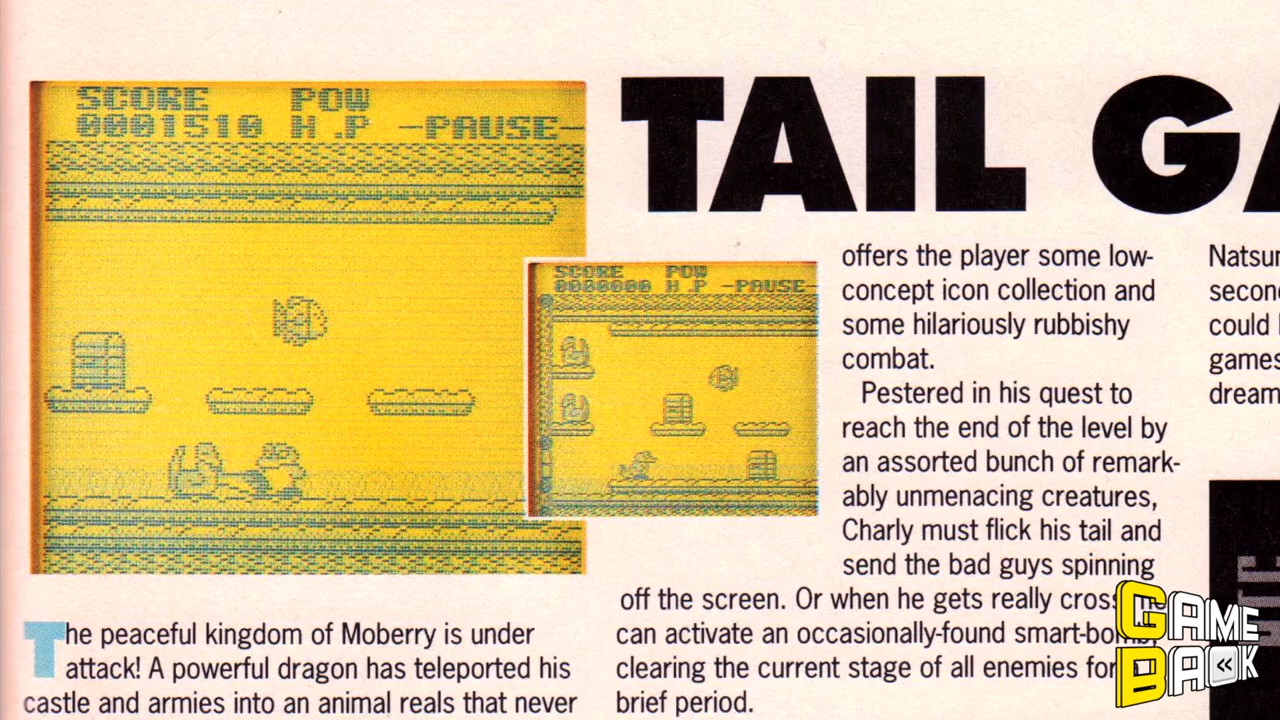 SCORE POW
0001510 H.P -PAUSE-
TAIL GA
SCORE POW
0000000 H.P -PAUSE-
The peaceful kingdom of Moberry is under
attack! A powerful dragon has teleported his
castle and armies into an animal reals that never
offers the player some low-
concept icon collection and
some hilariously rubbishy
combat.
Pestered in his quest to
reach the end of the level by
an assorted bunch of remark-
ably unmenacing creatures,
Charly must flick his tail and
send the bad guys spinning
off the screen. Or when he gets really cross
can activate an occasionally-found smart-bomb,
clearing the current stage of all enemies for
brief period.
Natsum
second
could
games
dream
GAME
BACK